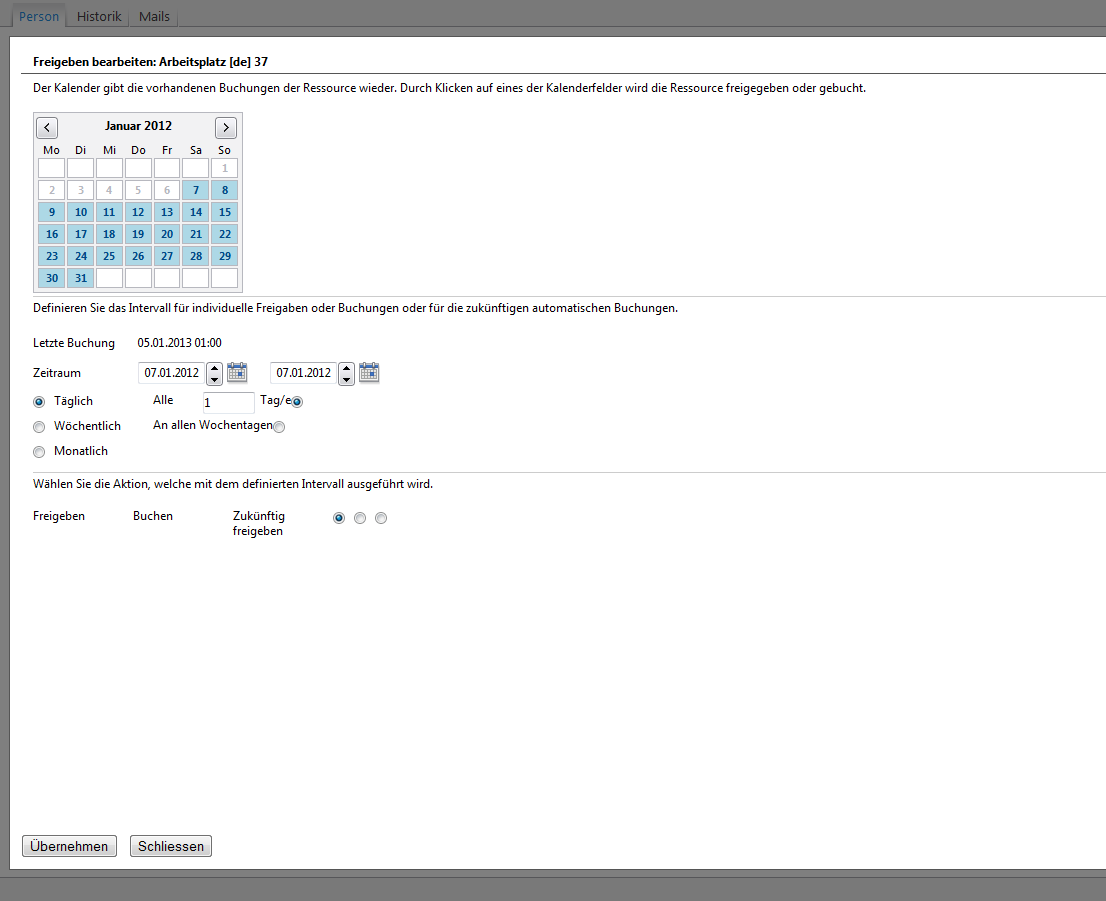 Person Historik Mails
Freigeben bearbeiten: Arbeitsplatz [de] 37
Der Kalender gibt die vorhandenen Buchungen der Ressource wieder. Durch Klicken auf eines der Kalenderfelder wird die Ressource freigegeben oder gebucht.
< Januar 2012 >
Mo Di Mi Do Fr Sa So
1
2 3 4 5 6 7 8
9 10 11 12 13 14 15
16 17 18 19 20 21 22
23 24 25 26 27 28 29
30 31
Definieren Sie das Intervall für individuelle Freigaben oder Buchungen oder für die zukünftigen automatischen Buchungen.
Letzte Buchung 05.01.2013 01:00
Zeitraum 07.01.2012 07.01.2012
Täglich Alle 1 Tag/e
Wöchentlich An allen Wochentagen
Monatlich
Wählen Sie die Aktion, welche mit dem definierten Intervall ausgeführt wird.
Freigeben Buchen Zukünftig
freigeben
Übernehmen Schliessen